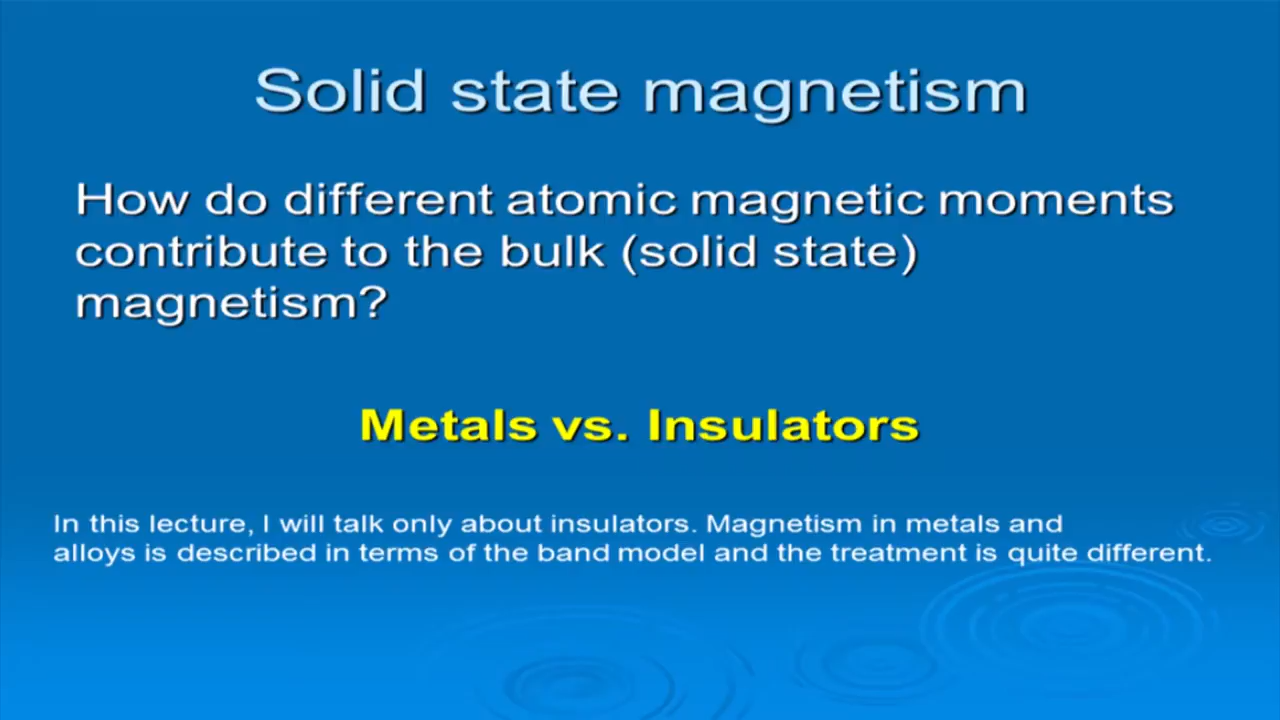 Solid state magnetism
How do different atomic magnetic moments
contribute to the bulk (solid state)
magnetism?
Metals vs. Insulators
In this lecture, I will talk only about insulators. Magnetism in metals and
alloys is described in terms of the band model and the treatment is quite different.